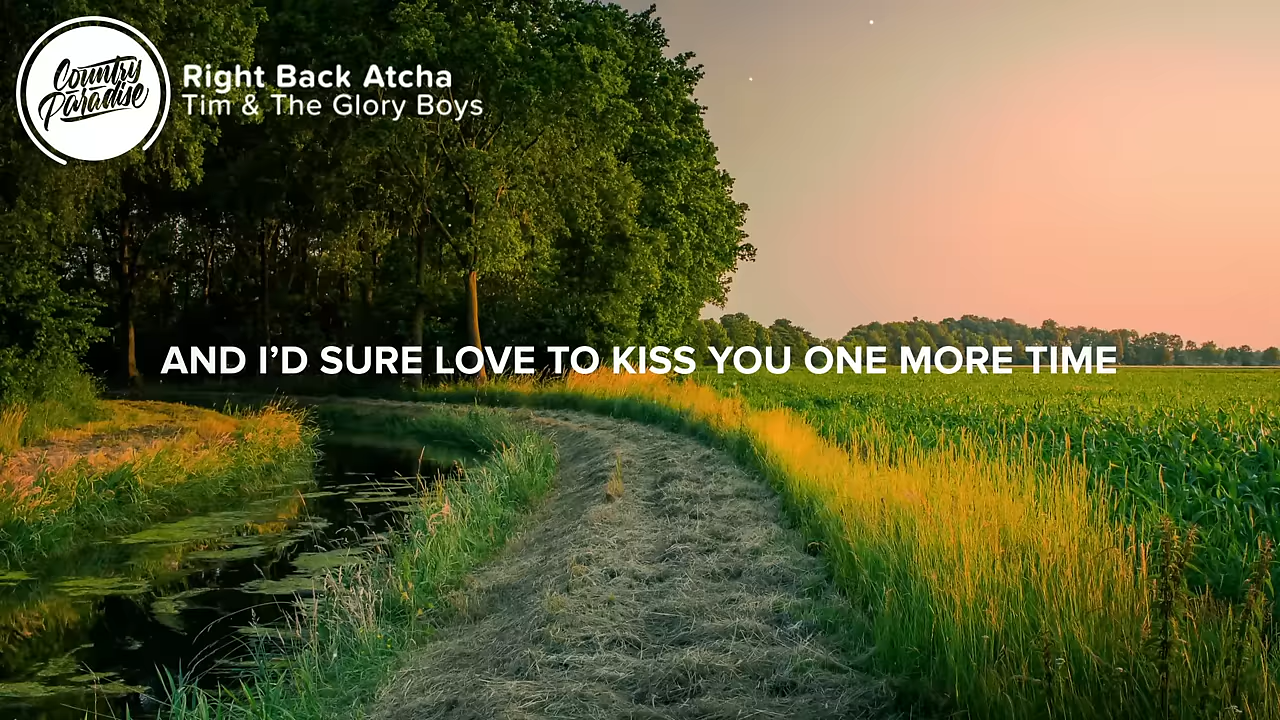 Country
Paradise
Right Back Atcha
Tim & The Glory Boys
AND I’D SURE LOVE TO KISS YOU ONE MORE TIME